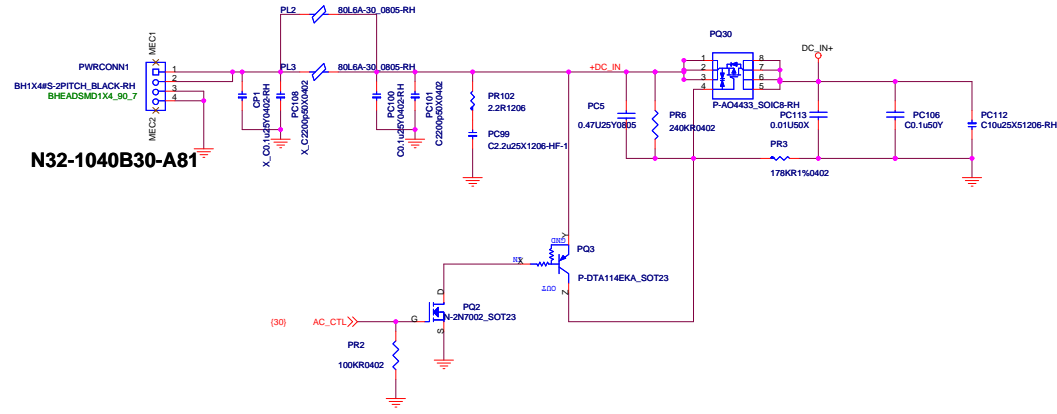 PL2 80L6A-30_0805-RH
PQ30
MEC1
DC_IN+
PWRCONN1
PL3 80L6A-30_0805-RH
+DC_IN
1
2
3
4
1
2
3
4
8
7
6
5
BH1X4#S-2PITCH_BLACK-RH
BHEADSMD1X4_90_7
MEC2
CP1
X_C0.1u25Y0402-RH
PC108
X_C2200p50X0402
PC100
C0.1u25Y0402-RH
PC101
C2200p50X0402
PR102
2.2R1206
PC99
C2.2u25X1206-HF-1
PC5
0.47U25Y0805
PR6
240KR0402
P-AO4433_SOIC8-RH
PC113
0.01U50X
PC106
C0.1u50Y
PC112
C10u25X51206-RH
PR3
178KR1%0402
N32-1040B30-A81
Y
GND
PQ3
IN
X
P-DTA114EKA_SOT23
OUT
Z
D
PQ2
N-2N7002_SOT23
{30} AC_CTL
G
S
PR2
100KR0402